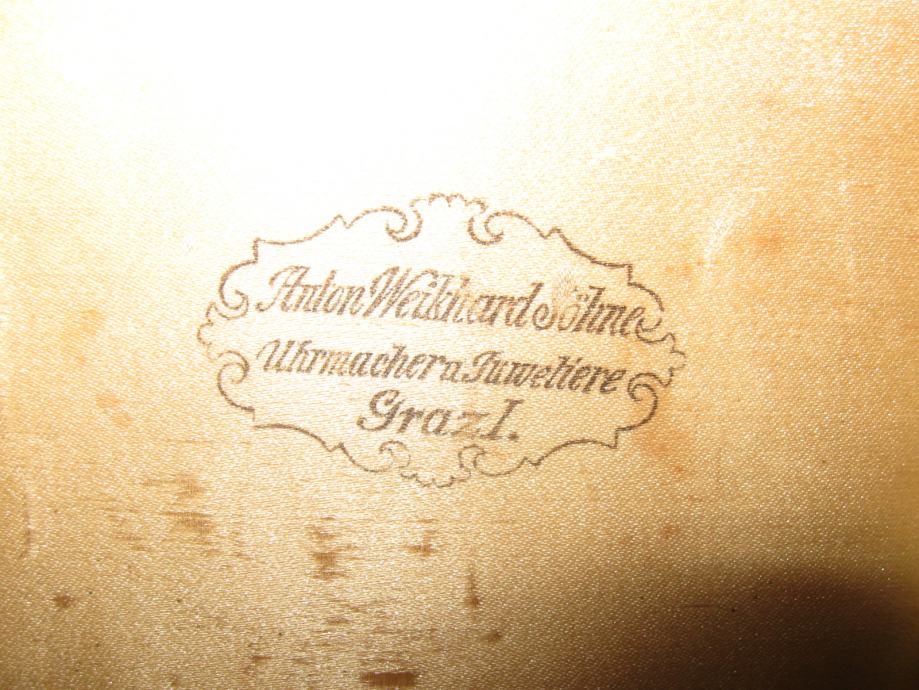 Anton Weikhard Söhne
Uhrmacher u Juweliere
Graz I.